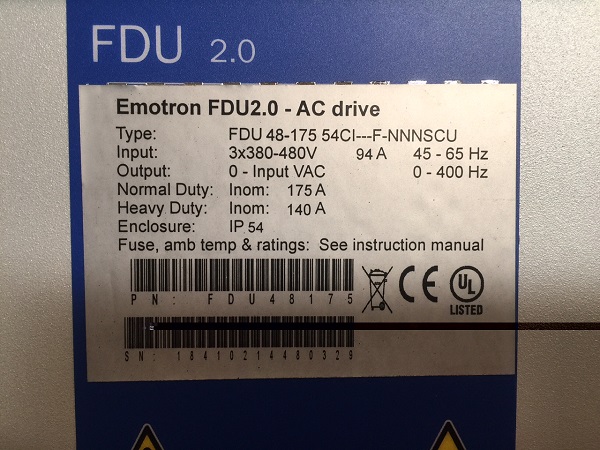 FDU 2.0
Emotron FDU2.0 - AC drive
Type: FDU 48-175 54CI---F-NNNSCU
Input: 3x380-480V 94 A 45 - 65 Hz
Output: 0 - Input VAC 0 - 400 Hz
Normal Duty: Inom: 175 A
Heavy Duty: Inom: 140 A
Enclosure: IP 54
Fuse, amb temp & ratings: See instruction manual
PN: FDU48175
CE
UL
LISTED
SN: 1841021480329